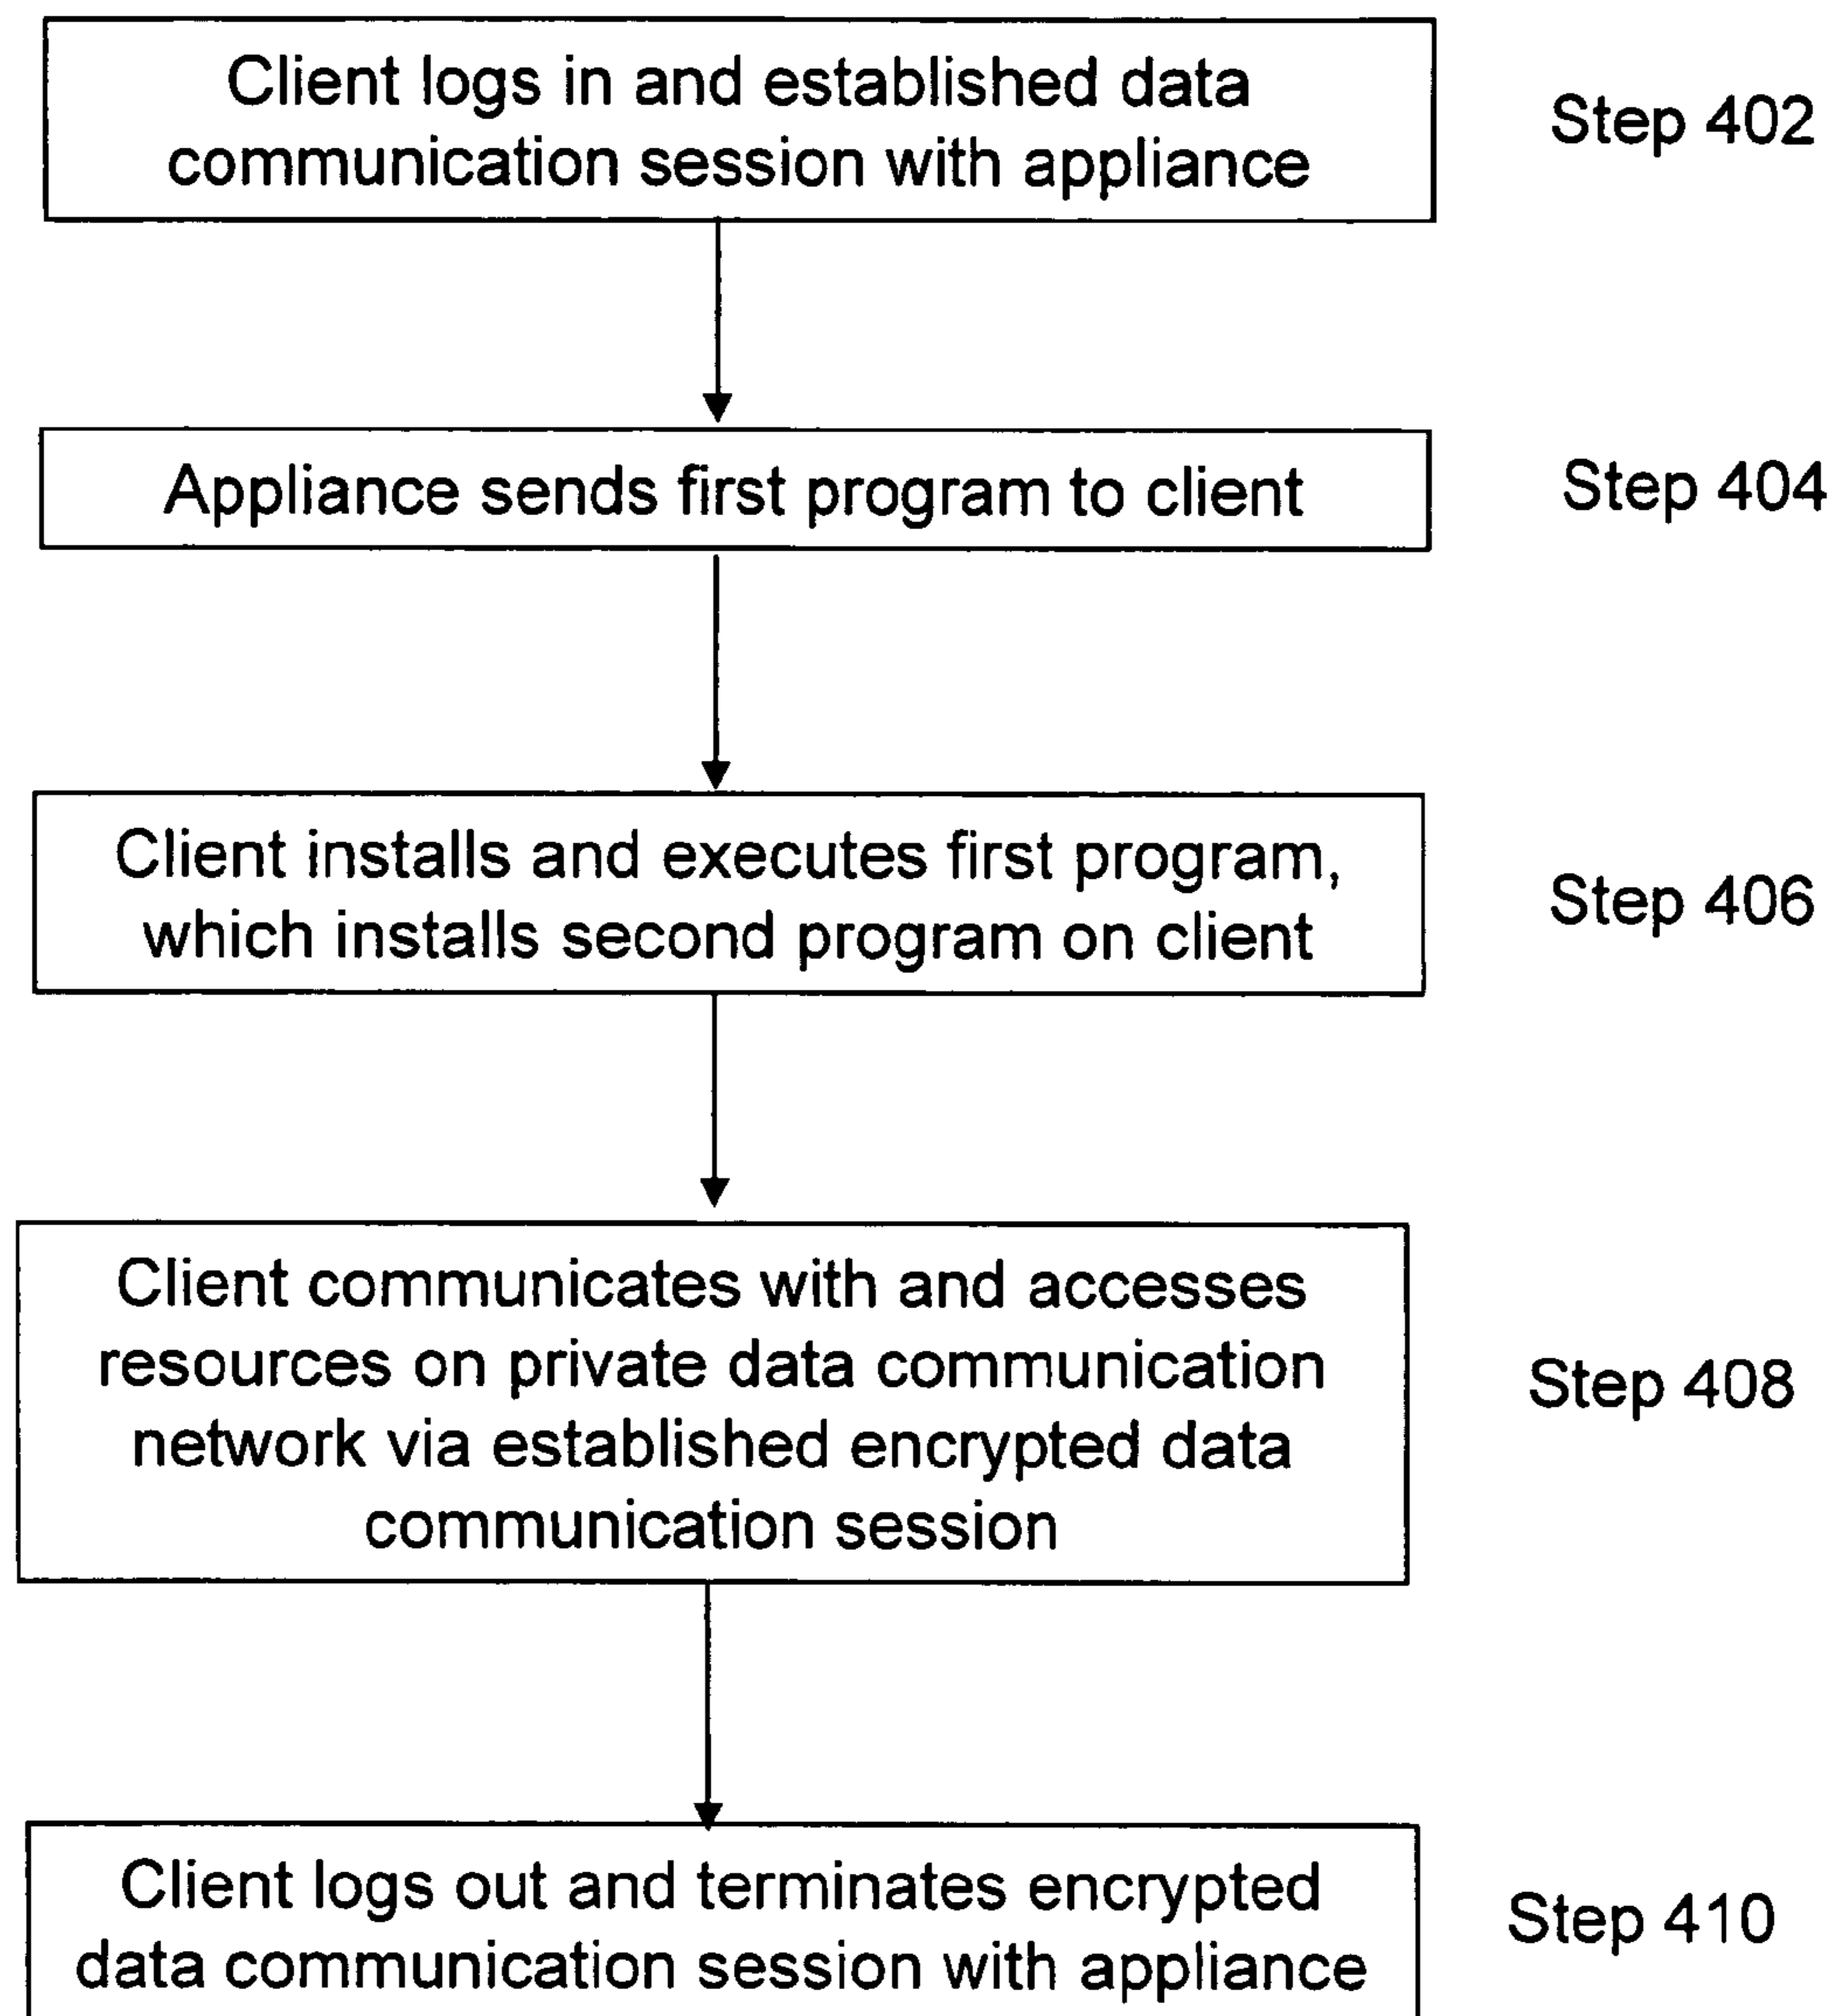 Client logs in and established data
communication session with appliance
Step 402
Appliance sends first program to client
Step 404
Client installs and executes first program,
which installs second program on client
Step 406
Client communicates with and accesses
resources on private data communication
network via established encrypted data
communication session
Step 408
Client logs out and terminates encrypted
data communication session with appliance
Step 410